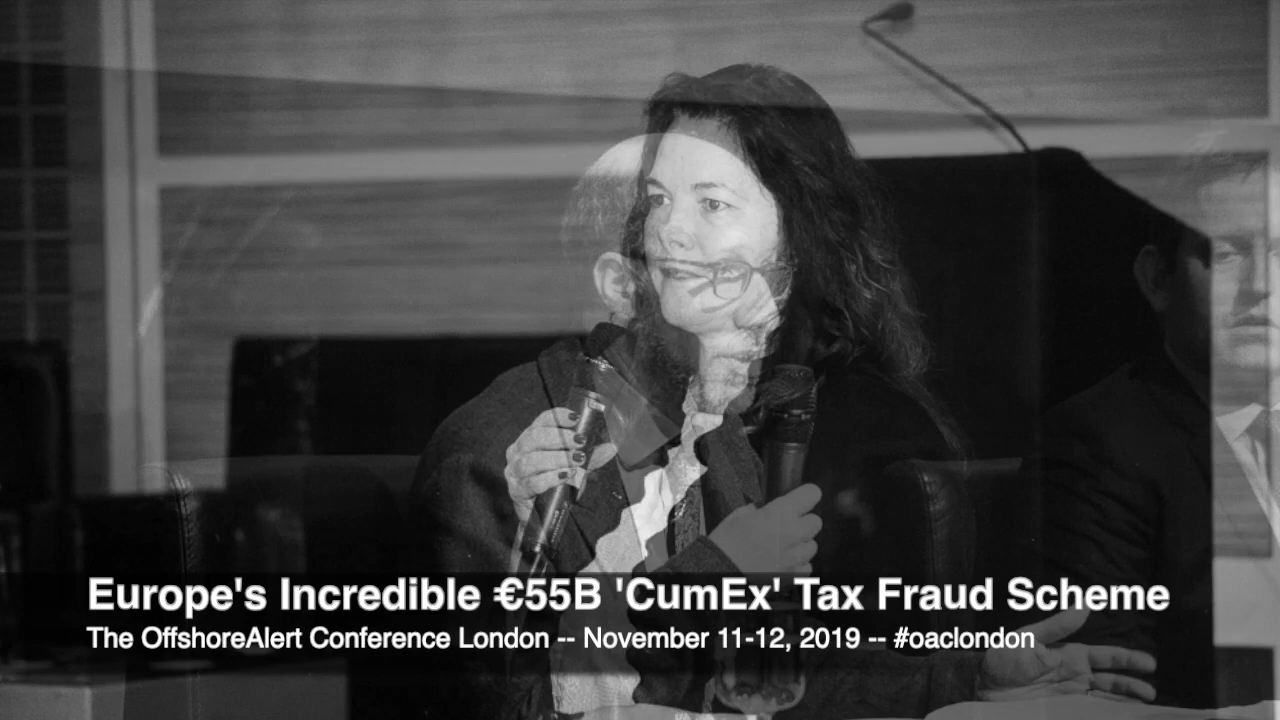 Europe's Incredible €55B 'CumEx' Tax Fraud Scheme
The OffshoreAlert Conference London -- November 11-12, 2019 -- #oaclondon